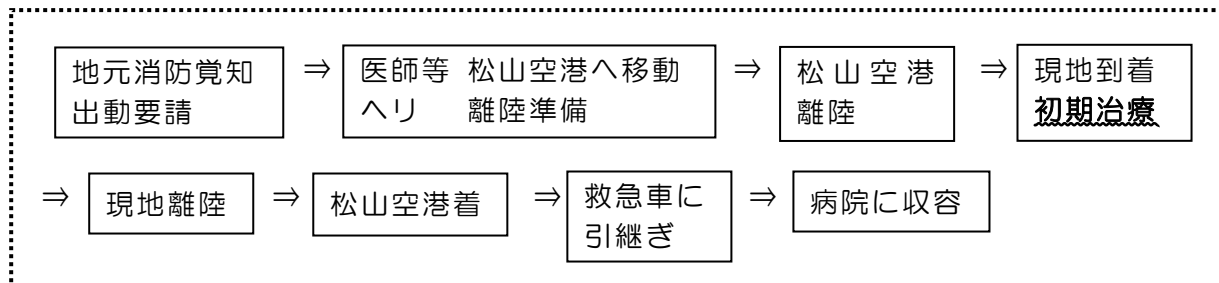 地元消防覚知 ⇒ 医師等 松山空港へ移動 ⇒ 松山空港 ⇒ 現地到着
出動要請 ヘリ 離陸準備 離陸 初期治療
⇒ 現地離陸 ⇒ 松山空港着 ⇒ 救急車に ⇒ 病院に収容
引継ぎ